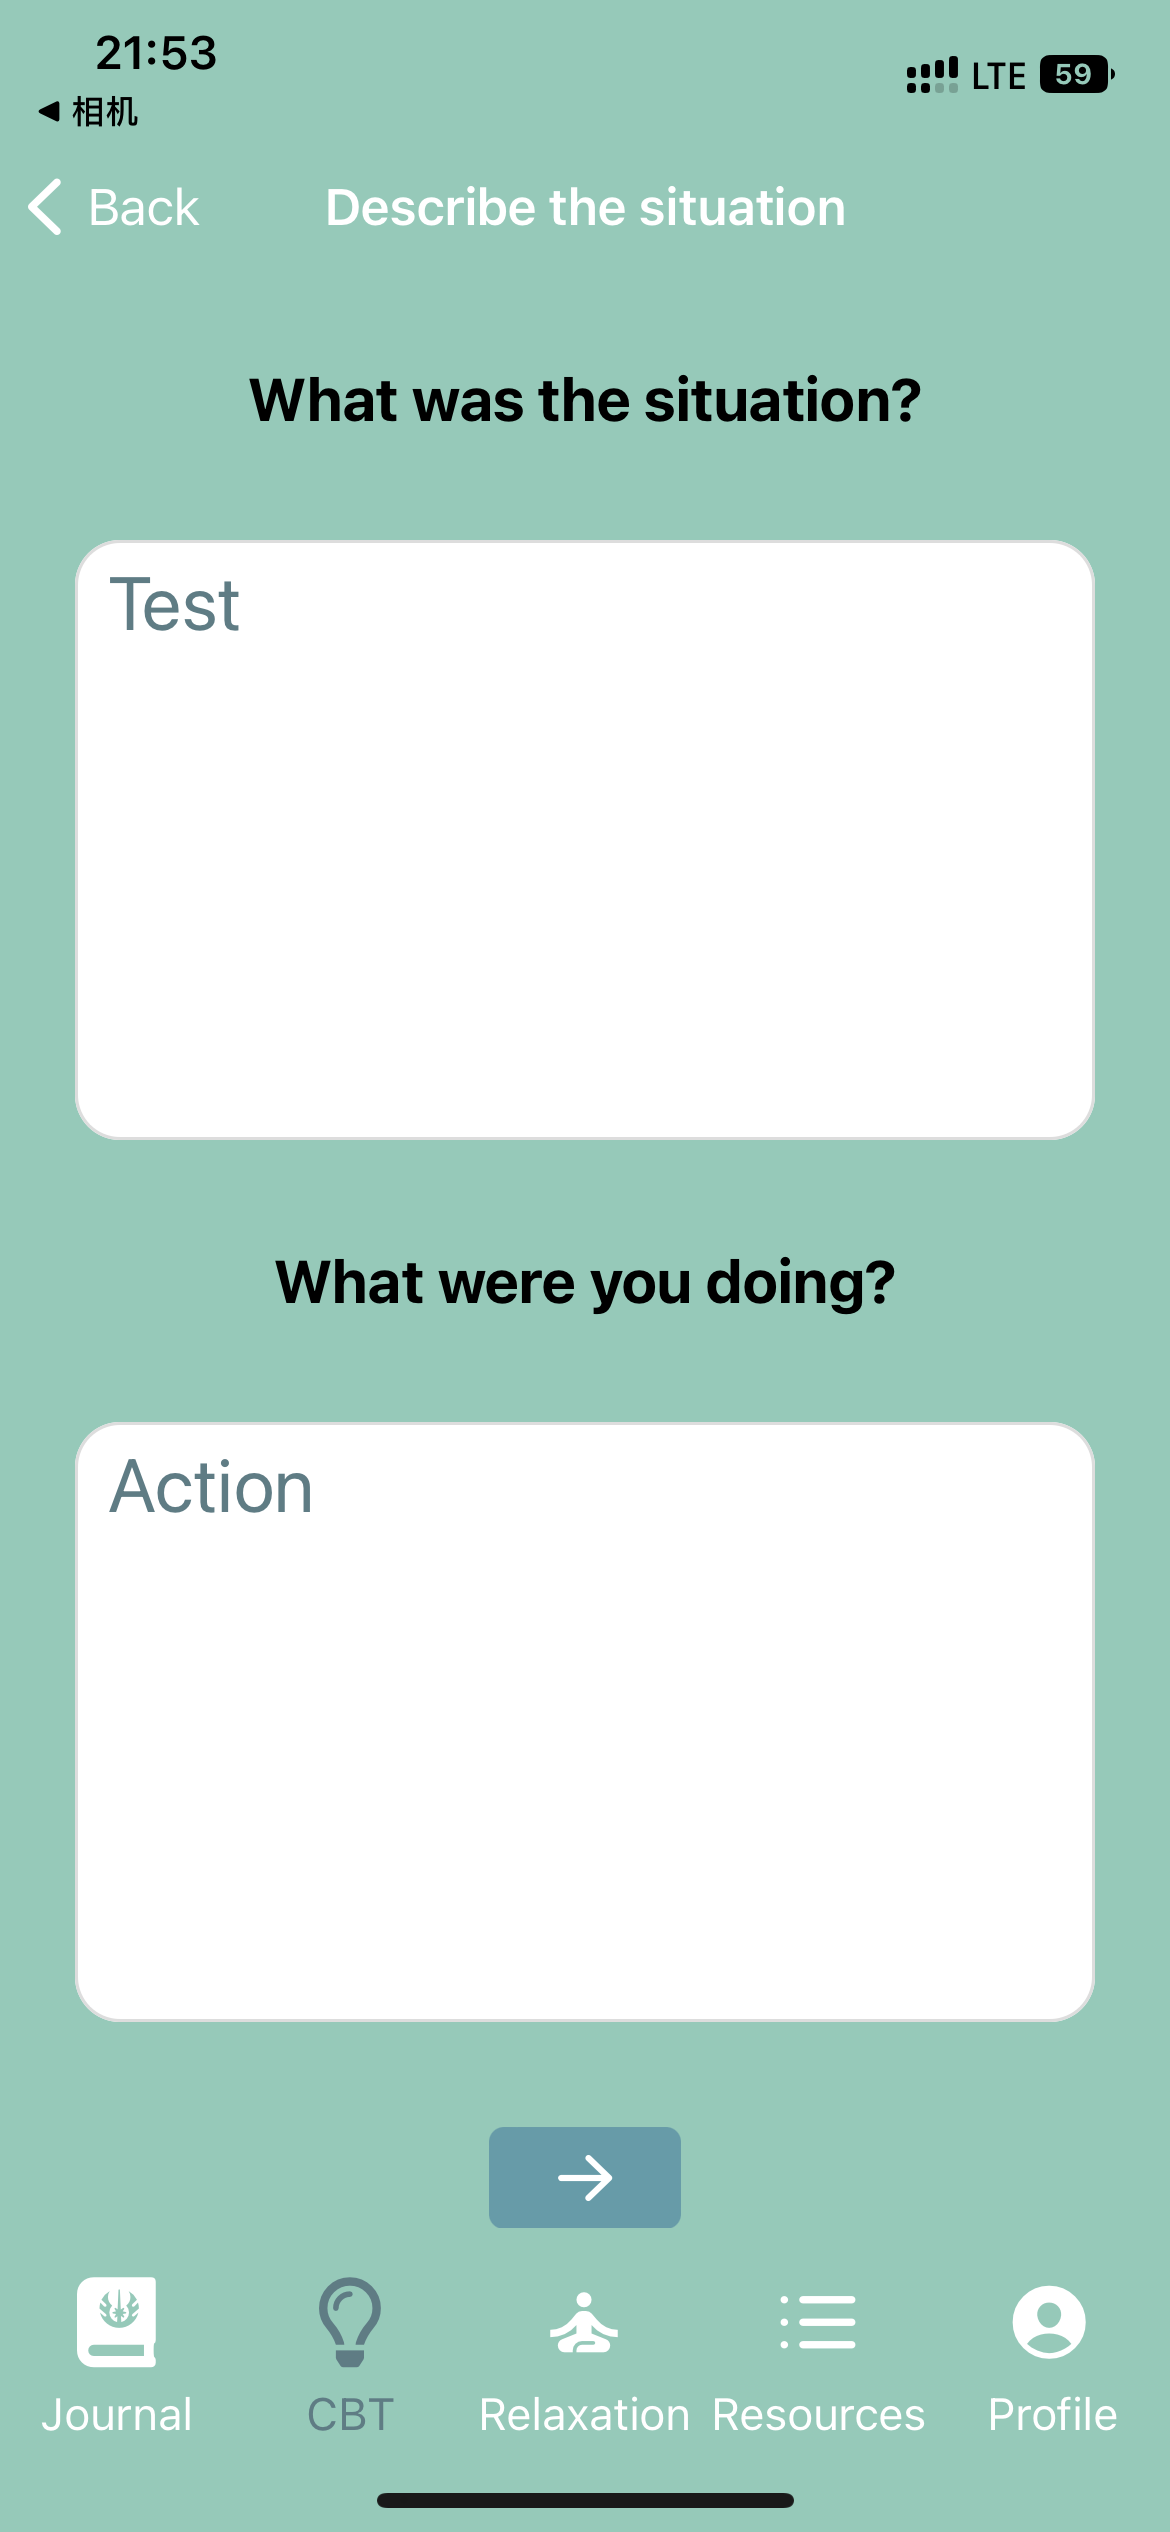 21:53
LTE 59
◀ 相机
Back Describe the situation
What was the situation?
Test
What were you doing?
Action
Journal CBT Relaxation Resources Profile